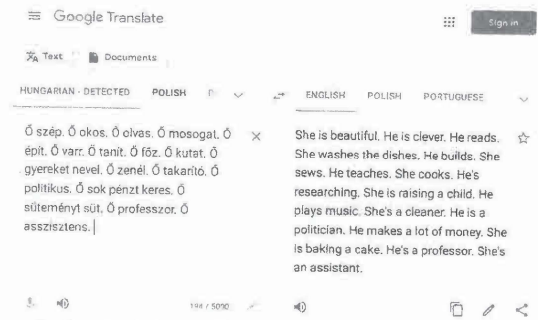 Google Translate
Sign in
Text
Documents
HUNGARIAN - DETECTED
POLISH
ENGLISH
POLISH
PORTUGUESE
Ő szép. Ő okos. Ő olvas. Ő mosogat. Ő
épít. Ő varr. Ő tanít. Ő főz. Ő kutat. Ő
gyereket nevel. Ő zenél. Ő takarító. Ő
politikus. Ő sok pénzt keres. Ő
süteményt süt. Ő professzor. Ő
asszisztens.
She is beautiful. He is clever. He reads.
She washes the dishes. He builds. She
sews. He teaches. She cooks. He's
researching. She is raising a child. He
plays music. She's a cleaner. He is a
politician. He makes a lot of money. She
is baking a cake. He's a professor. She's
an assistant.